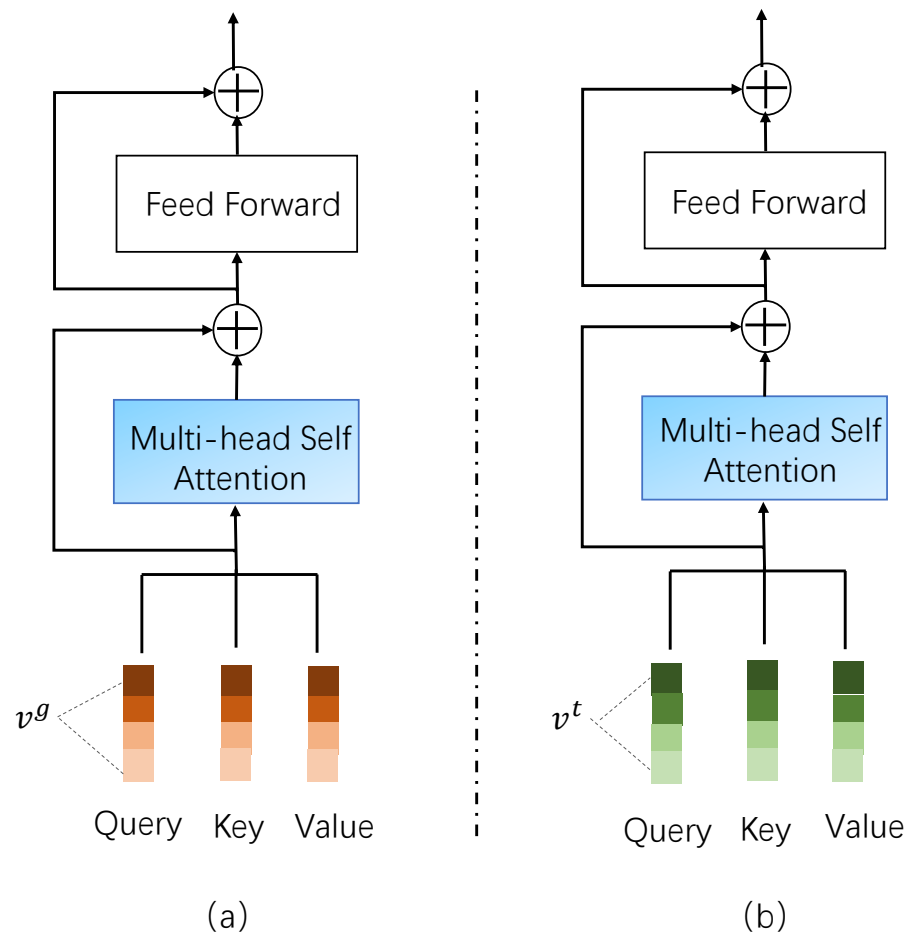 Feed Forward
Multi-head Self
Attention
v^g
Query Key Value
(a)
Feed Forward
Multi-head Self
Attention
v^t
Query Key Value
(b)